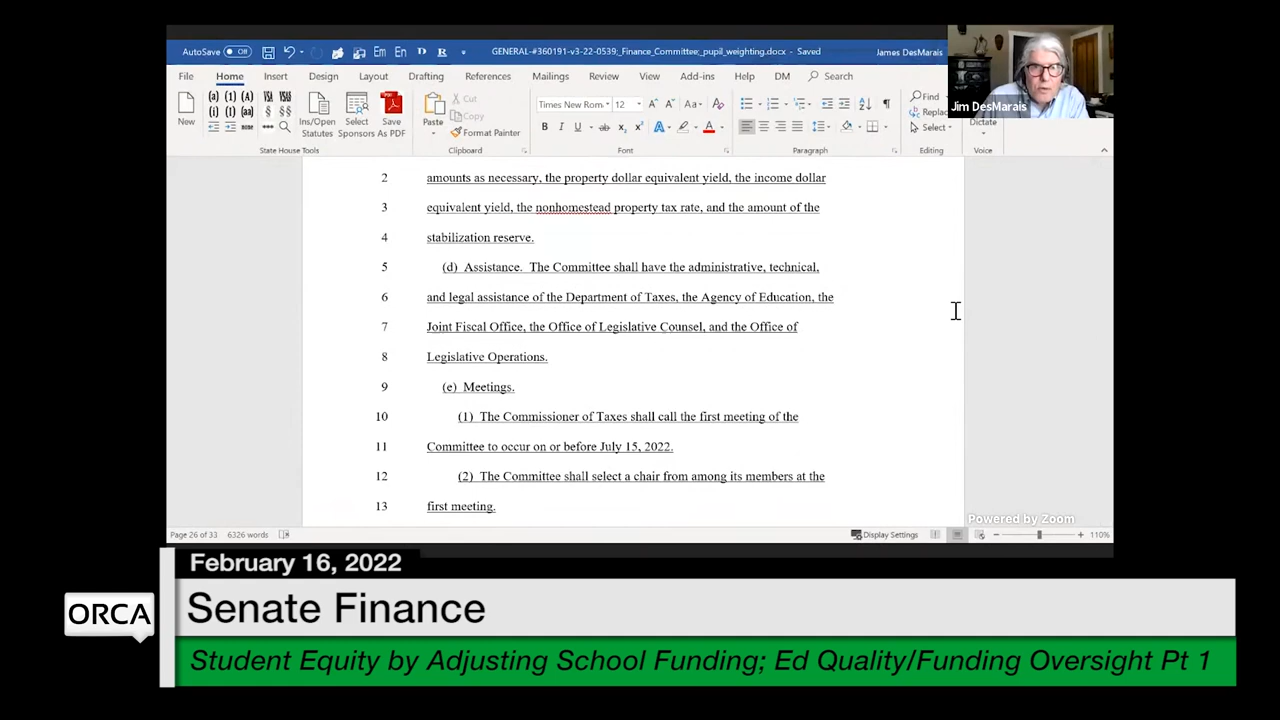 AutoSave Off GENERAL-#360191-v3-22-0539;_Finance_Committee;_pupil_weighting.docx - Saved James DesMarais
File Home Insert Design Layout Drafting References Mailings Review View Add-ins Help DM Search
Jim DesMarais
New
Ins/Open Statutes
Select Sponsors
Save As PDF
Paste
Cut
Copy
Format Painter
Times New Rom 12
Find
Replac
Select
Dictate
State House Tools Clipboard Font Paragraph Editing Voice
2 amounts as necessary, the property dollar equivalent yield, the income dollar
3 equivalent yield, the nonhomestead property tax rate, and the amount of the
4 stabilization reserve.
5 (d) Assistance. The Committee shall have the administrative, technical,
6 and legal assistance of the Department of Taxes, the Agency of Education, the
7 Joint Fiscal Office, the Office of Legislative Counsel, and the Office of
8 Legislative Operations.
9 (e) Meetings.
10 (1) The Commissioner of Taxes shall call the first meeting of the
11 Committee to occur on or before July 15, 2022.
12 (2) The Committee shall select a chair from among its members at the
13 first meeting.
Powered by Zoom
Page 26 of 33 6326 words Display Settings 110%
February 16, 2022
ORCA
Senate Finance
Student Equity by Adjusting School Funding; Ed Quality/Funding Oversight Pt 1